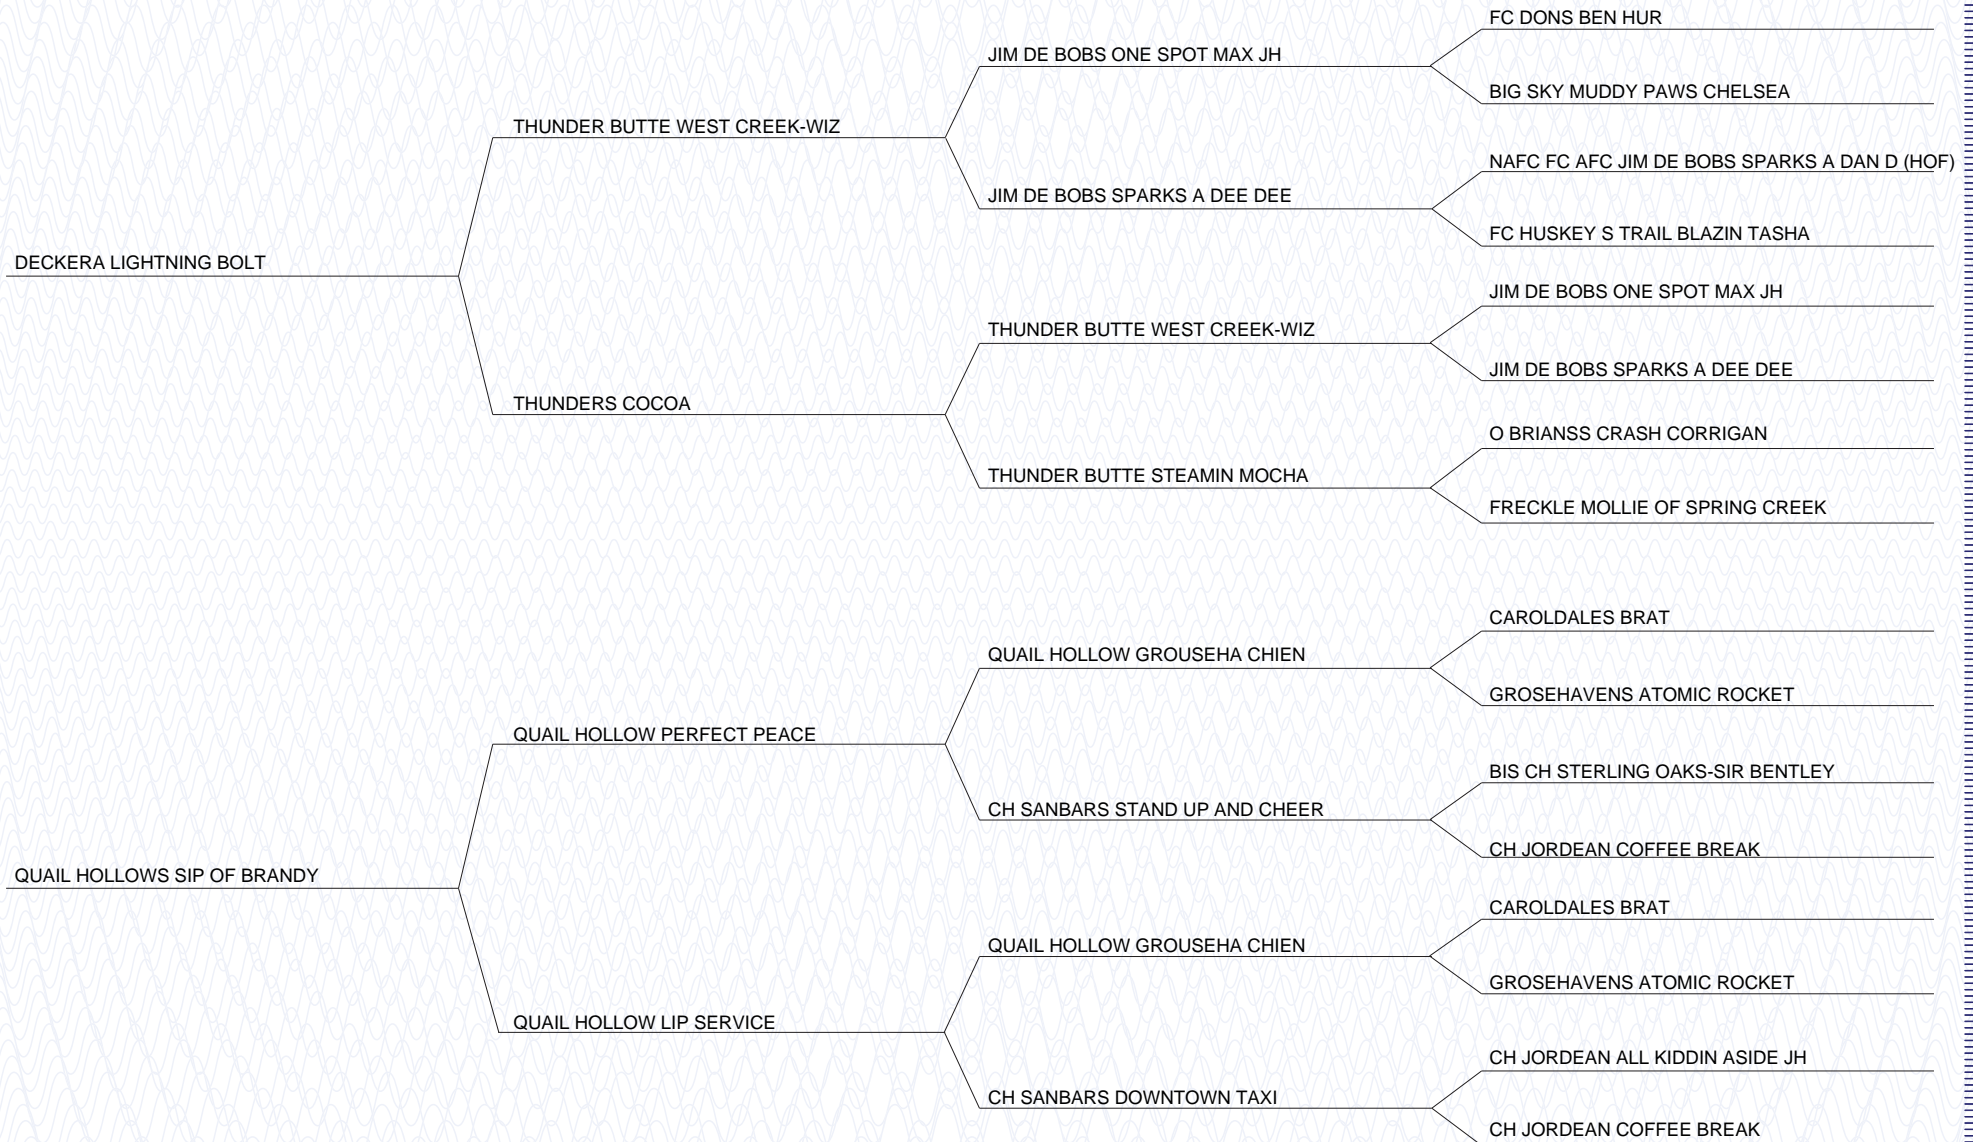 FC DONS BEN HUR
JIM DE BOBS ONE SPOT MAX JH
BIG SKY MUDDY PAWS CHELSEA
THUNDER BUTTE WEST CREEK-WIZ
NAFC FC AFC JIM DE BOBS SPARKS A DAN D (HOF)
JIM DE BOBS SPARKS A DEE DEE
FC HUSKEY S TRAIL BLAZIN TASHA
DECKERA LIGHTNING BOLT
JIM DE BOBS ONE SPOT MAX JH
THUNDER BUTTE WEST CREEK-WIZ
JIM DE BOBS SPARKS A DEE DEE
THUNDERS COCOA
O BRIANSS CRASH CORRIGAN
THUNDER BUTTE STEAMIN MOCHA
FRECKLE MOLLIE OF SPRING CREEK
CAROLDALES BRAT
QUAIL HOLLOW GROUSEHA CHIEN
GROSEHAVENS ATOMIC ROCKET
QUAIL HOLLOW PERFECT PEACE
BIS CH STERLING OAKS-SIR BENTLEY
CH SANBARS STAND UP AND CHEER
CH JORDEAN COFFEE BREAK
QUAIL HOLLOWS SIP OF BRANDY
CAROLDALES BRAT
QUAIL HOLLOW GROUSEHA CHIEN
GROSEHAVENS ATOMIC ROCKET
QUAIL HOLLOW LIP SERVICE
CH JORDEAN ALL KIDDIN ASIDE JH
CH SANBARS DOWNTOWN TAXI
CH JORDEAN COFFEE BREAK